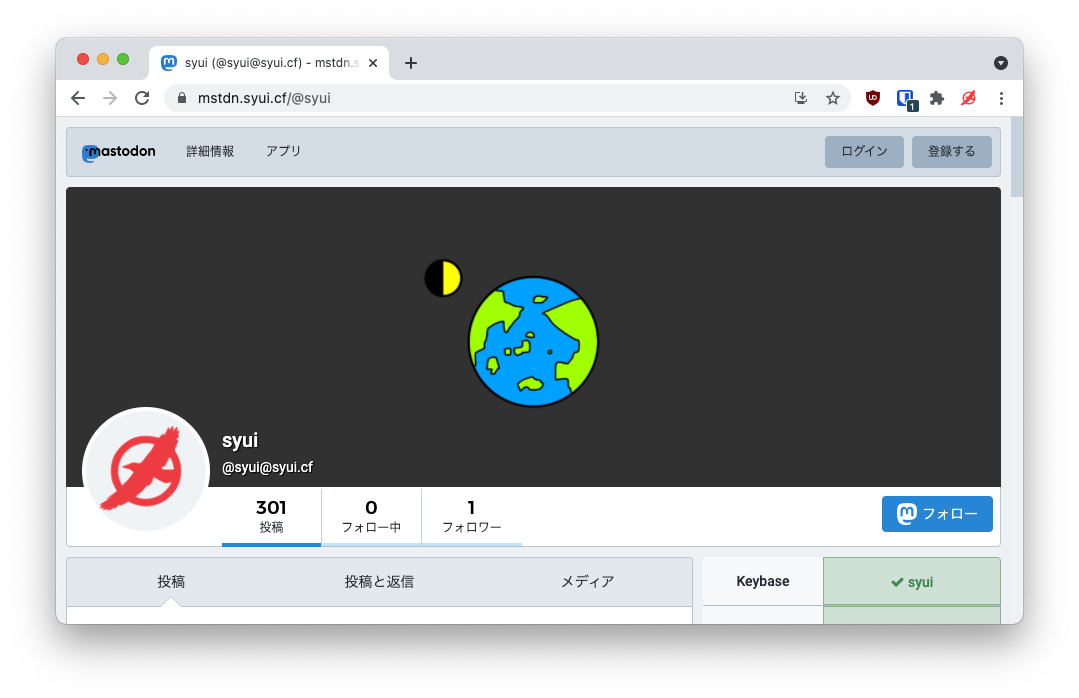 syui (@syui@syui.cf) - mstdn.s
mstdn.syui.cf/@syui
1
mastodon 詳細情報 アプリ ログイン 登録する
syui
@syui@syui.cf
301 0 1
投稿 フォロー中 フォロワー
フォロー
投稿 投稿と返信 メディア
Keybase syui